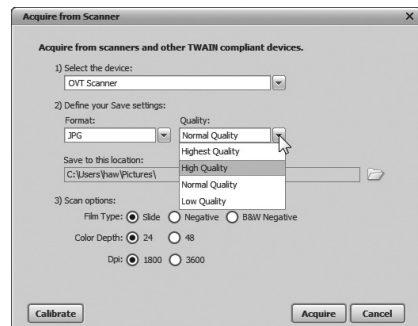 Acquire from Scanner
Acquire from scanners and other TWAIN compliant devices.
1) Select the device:
OVT Scanner
2) Define your Save settings:
Format: Quality:
JPG Normal Quality
Highest Quality
Save to this location:
High Quality
C:\Users\haw\Pictures\
Normal Quality
3) Scan options:
Low Quality
Film Type: Slide Negative B&W Negative
Color Depth: 24 48
Dpi: 1800 3600
Calibrate Acquire Cancel